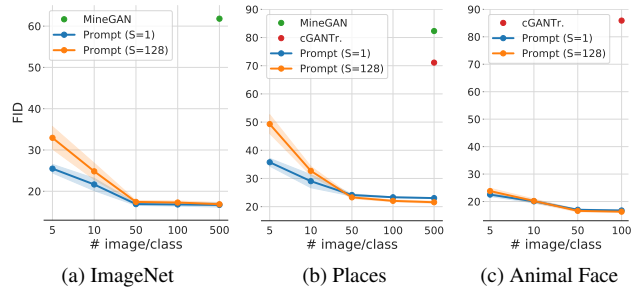 MineGAN
Prompt (S=1)
Prompt (S=128)
FID
60
50
40
30
20
5 10 50 100 500
# image/class
(a) ImageNet
MineGAN
cGANTr.
Prompt (S=1)
Prompt (S=128)
90
80
70
60
50
40
30
20
5 10 50 100 500
# image/class
(b) Places
cGANTr.
Prompt (S=1)
Prompt (S=128)
90
80
70
60
50
40
30
20
5 10 50 100
# image/class
(c) Animal Face